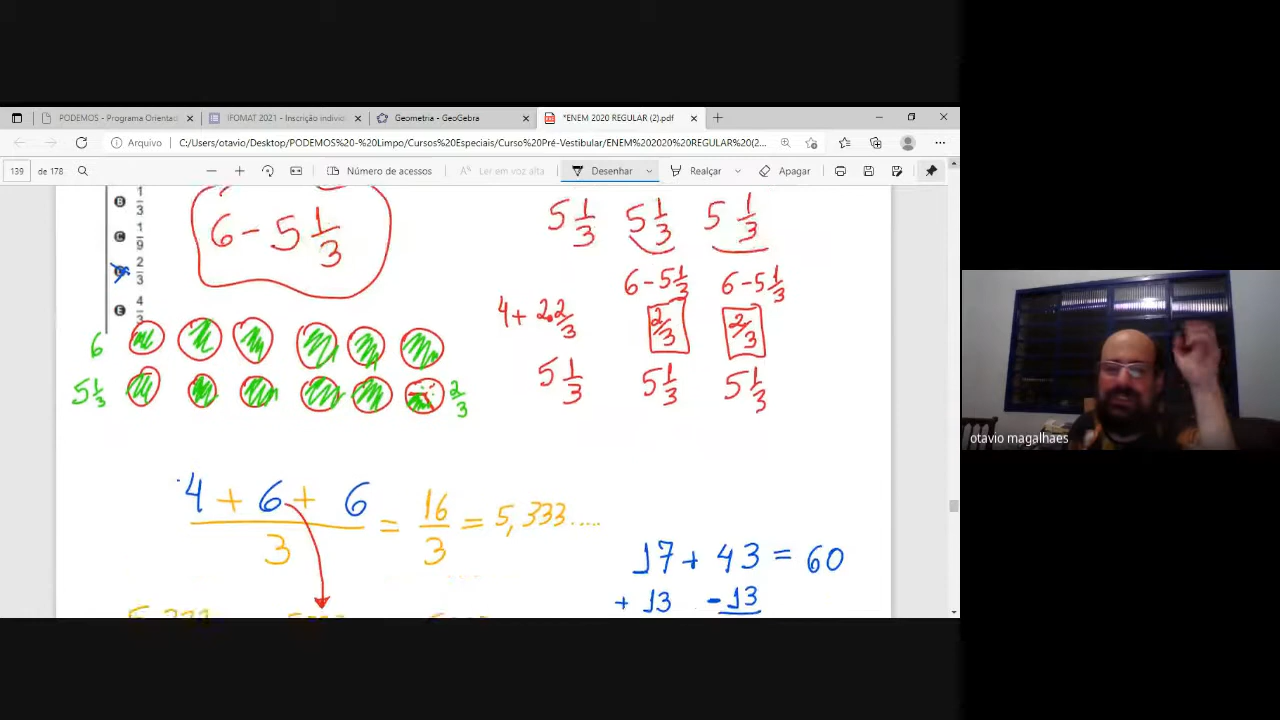 PODEMOS - Programa Orientad
IFOMAT 2021 - Inscrição individ
Geometria - GeoGebra
*ENEM 2020 REGULAR (2).pdf
Arquivo
C:/Users/otavio/Desktop/PODEMOS%20-%20Limpo/Cursos%20Especiais/Curso%20Pré-Vestibular/ENEM%202020%20REGULAR%20(2...
139 de 178
Número de acessos
Ler em voz alta
Desenhar
Realçar
Apagar
B 1/3
C 1/9
2/3
E 4/3
6 - 5 1/3
5 1/3 5 1/3 5 1/3
6 - 5 1/3 6 - 5 1/3
4 + 2.2/3 2/3 2/3
5 1/3 5 1/3 5 1/3
6
5 1/3 2/3
4 + 6 + 6 / 3 = 16/3 = 5,333.....
17 + 43 = 60
+ 13 - 13
otavio magalhaes